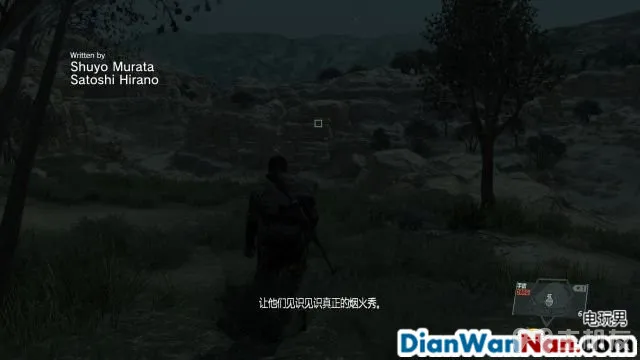 Written by
Shuyo Murata
Satoshi Hirano
让他们见识见识真正的烟火秀。
电玩男
DianWanNan.com